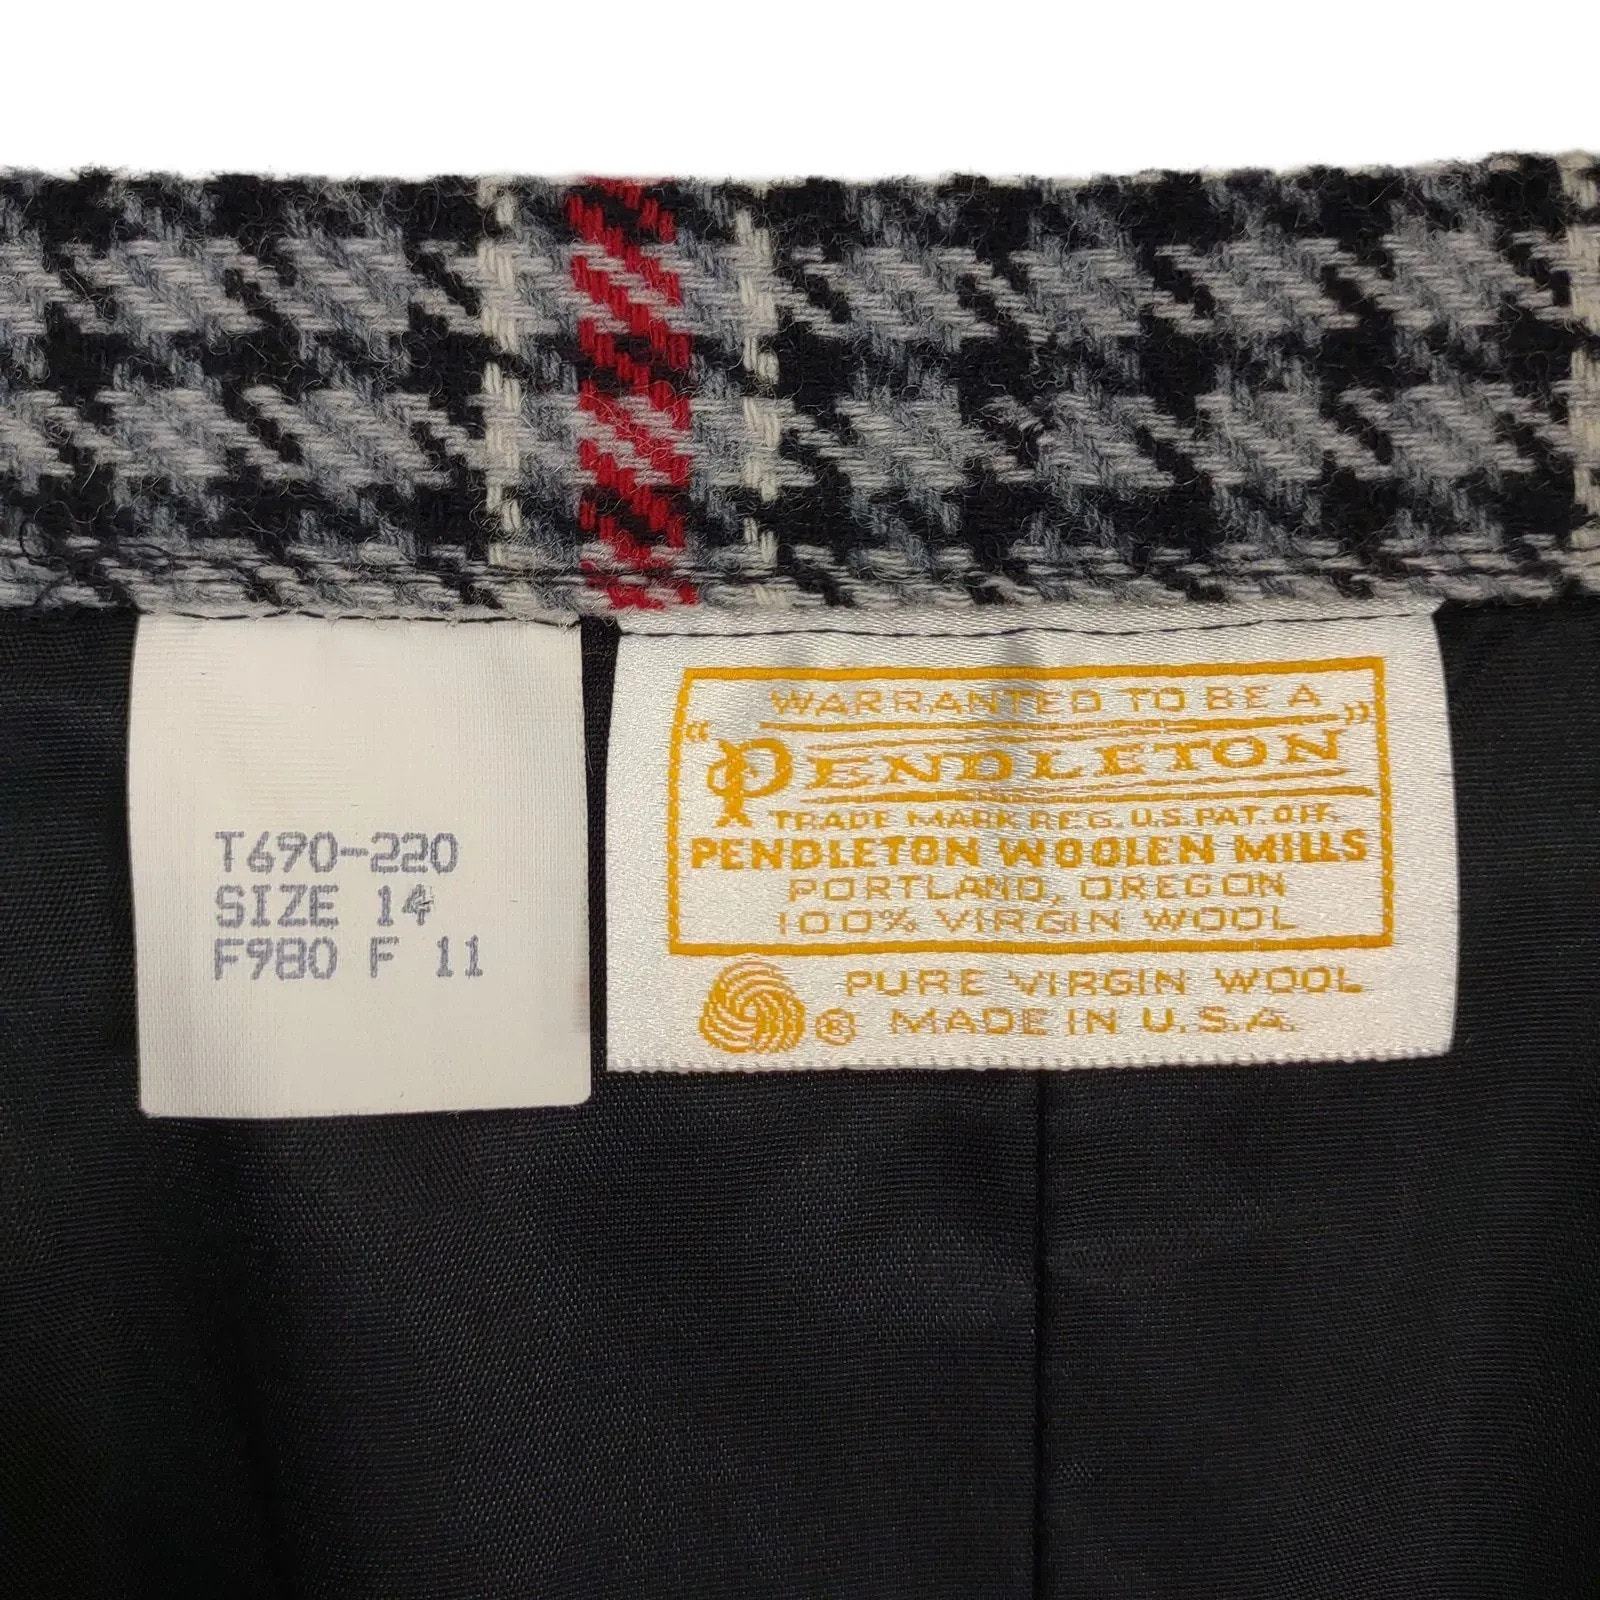 T690-220
SIZE 14
F980 F 11
WARRANTED TO BE A
"PENDLETON"
TRADE MARK REG. U.S. PAT. OFF.
PENDLETON WOOLEN MILLS
PORTLAND, OREGON
100% VIRGIN WOOL
PURE VIRGIN WOOL
® MADE IN U.S.A.